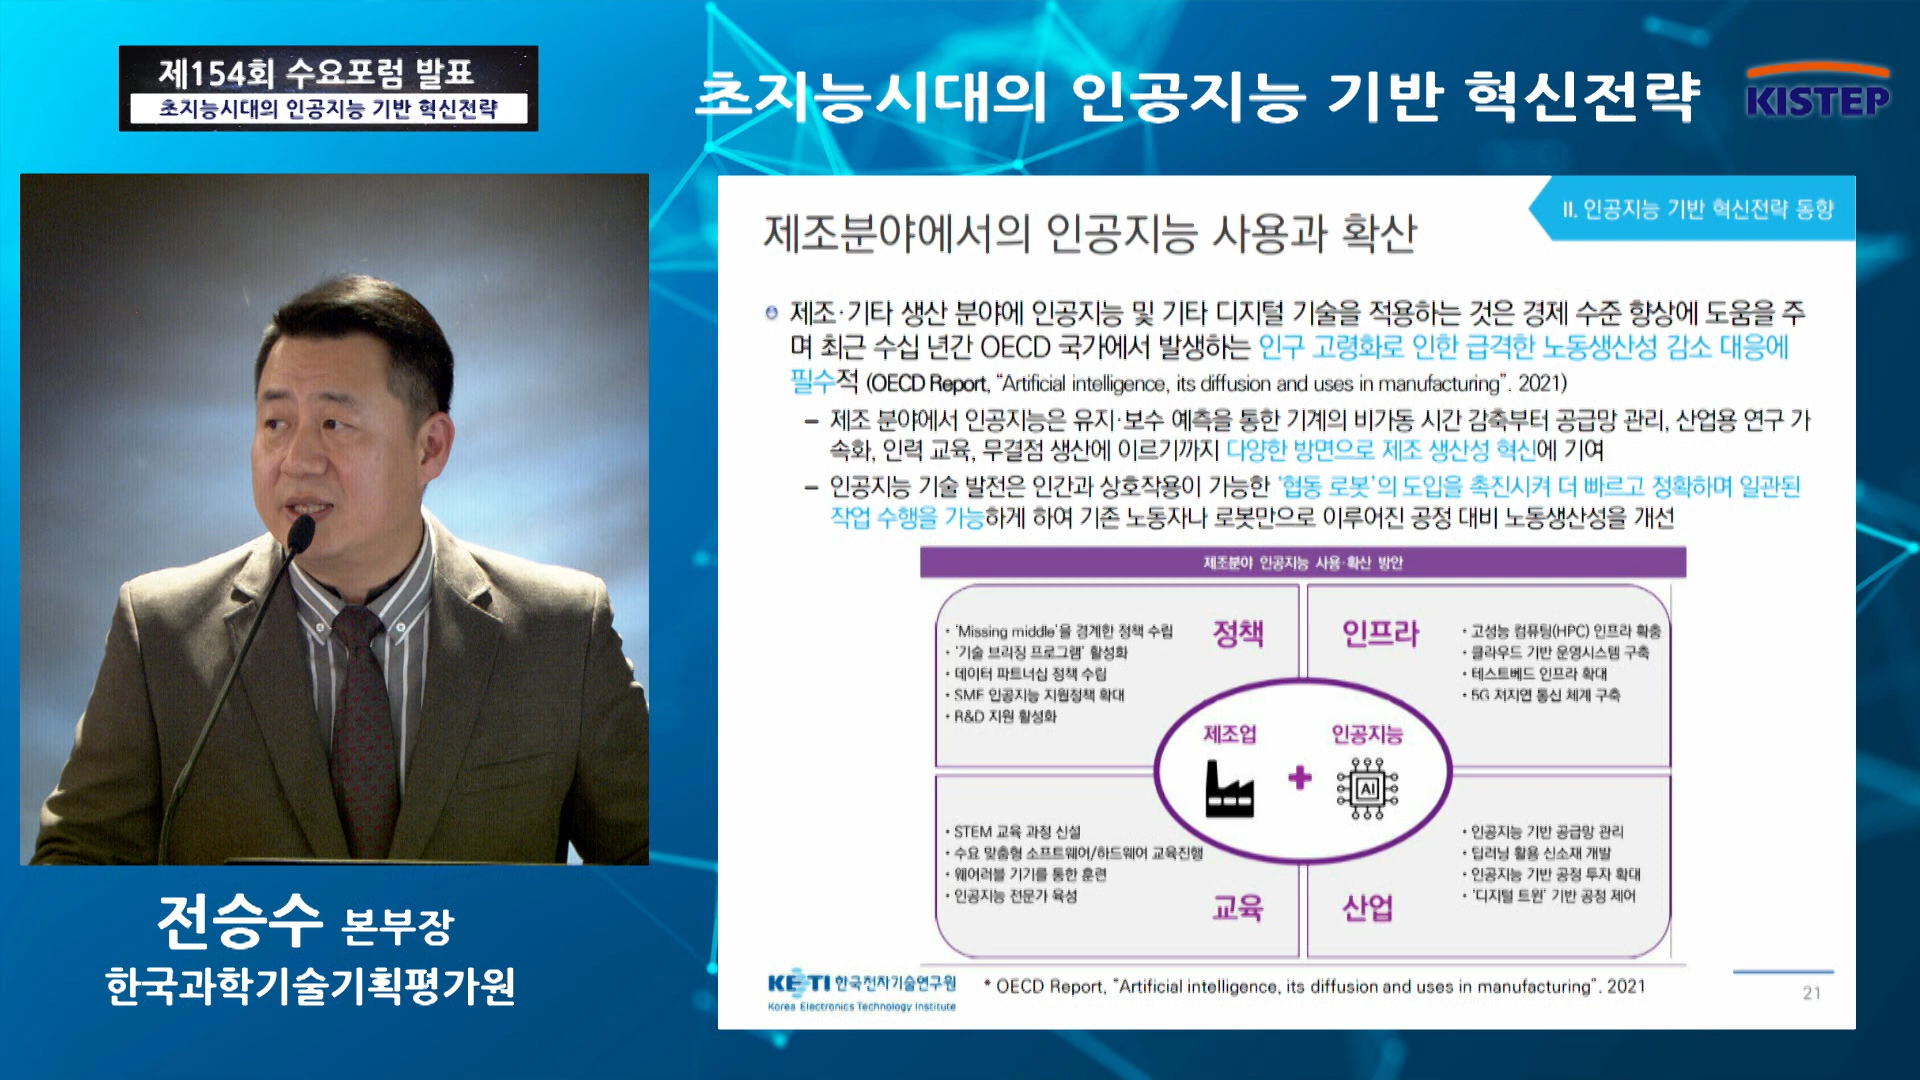 제154회 수요포럼 발표
초지능시대의 인공지능 기반 혁신전략
초지능시대의 인공지능 기반 혁신전략
KISTEP
II. 인공지능 기반 혁신전략 동향
제조분야에서의 인공지능 사용과 확산
제조·기타 생산 분야에 인공지능 및 기타 디지털 기술을 적용하는 것은 경제 수준 향상에 도움을 주
며 최근 수십 년간 OECD 국가에서 발생하는 인구 고령화로 인한 급격한 노동생산성 감소 대응에
필수적 (OECD Report, “Artificial intelligence, its diffusion and uses in manufacturing”. 2021)
– 제조 분야에서 인공지능은 유지·보수 예측을 통한 기계의 비가동 시간 감축부터 공급망 관리, 산업용 연구 가
속화, 인력 교육, 무결점 생산에 이르기까지 다양한 방면으로 제조 생산성 혁신에 기여
– 인공지능 기술 발전은 인간과 상호작용이 가능한 ‘협동 로봇’의 도입을 촉진시켜 더 빠르고 정확하며 일관된
작업 수행을 가능하게 하여 기존 노동자나 로봇만으로 이루어진 공정 대비 노동생산성을 개선
제조분야 인공지능 사용·확산 방안
정책
• ‘Missing middle’을 경계한 정책 수립
• ‘기술 브리징 프로그램’ 활성화
• 데이터 파트너십 정책 수립
• SME 인공지능 지원정책 확대
• R&D 지원 활성화
인프라
• 고성능 컴퓨팅(HPC) 인프라 확충
• 클라우드 기반 운영시스템 구축
• 테스트베드 인프라 확대
• 5G 저지연 통신 체계 구축
제조업
+
인공지능
AI
• STEM 교육 과정 신설
• 수요 맞춤형 소프트웨어/하드웨어 교육진행
• 웨어러블 기기를 통한 훈련
• 인공지능 전문가 육성
교육
• 인공지능 기반 공급망 관리
• 딥러닝 활용 신소재 개발
• 인공지능 기반 공정 투자 확대
• ‘디지털 트윈’ 기반 공정 제어
산업
KETI 한국전자기술연구원
Korea Electronics Technology Institute
* OECD Report, “Artificial intelligence, its diffusion and uses in manufacturing”. 2021
21
전승수 본부장
한국과학기술기획평가원